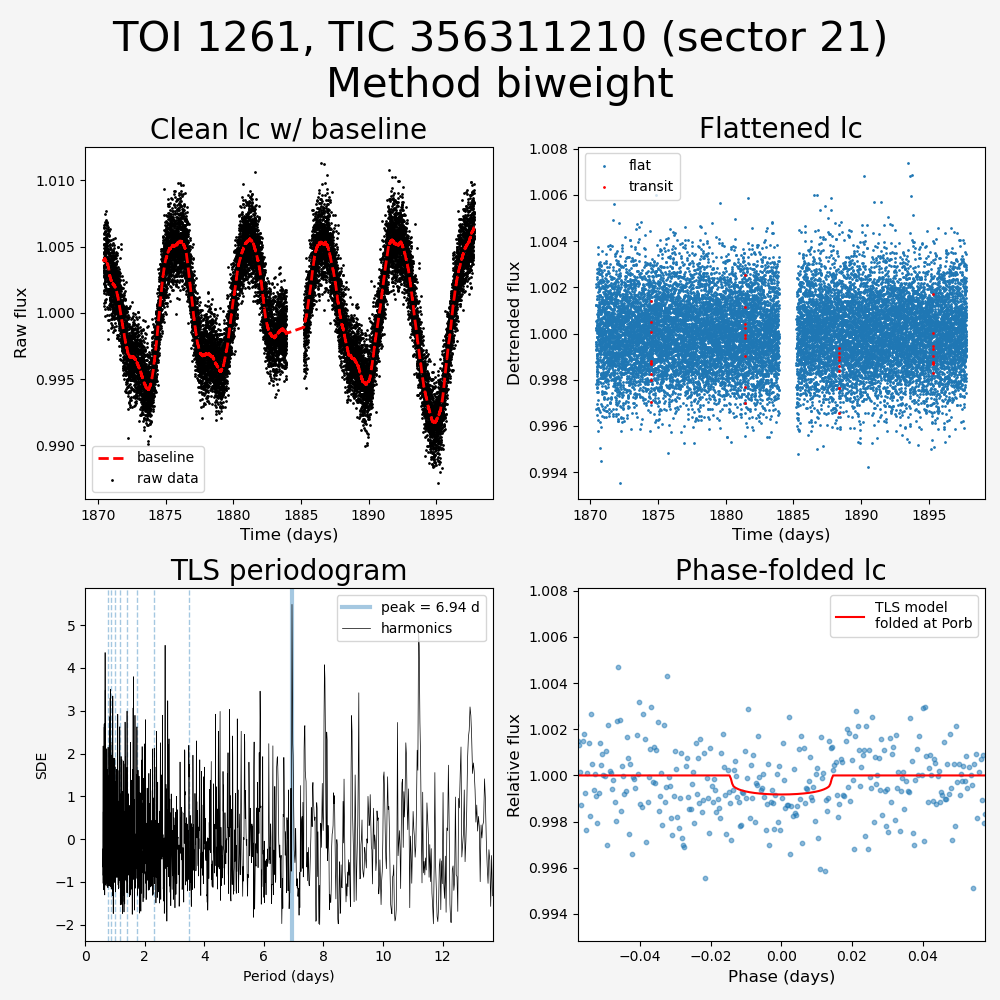 TOI 1261, TIC 356311210 (sector 21)
Method biweight
Clean lc w/ baseline
Raw flux
1.010
1.005
1.000
0.995
0.990
baseline
raw data
1870
1875
1880
1885
1890
1895
Time (days)
Flattened lc
Detrended flux
1.008
1.006
1.004
1.002
1.000
0.998
0.996
0.994
flat
transit
1870
1875
1880
1885
1890
1895
Time (days)
TLS periodogram
SDE
5
4
3
2
1
0
−1
−2
peak = 6.94 d
harmonics
0
2
4
6
8
10
12
Period (days)
Phase-folded lc
Relative flux
1.008
1.006
1.004
1.002
1.000
0.998
0.996
0.994
TLS model
folded at Porb
−0.04
−0.02
0.00
0.02
0.04
Phase (days)